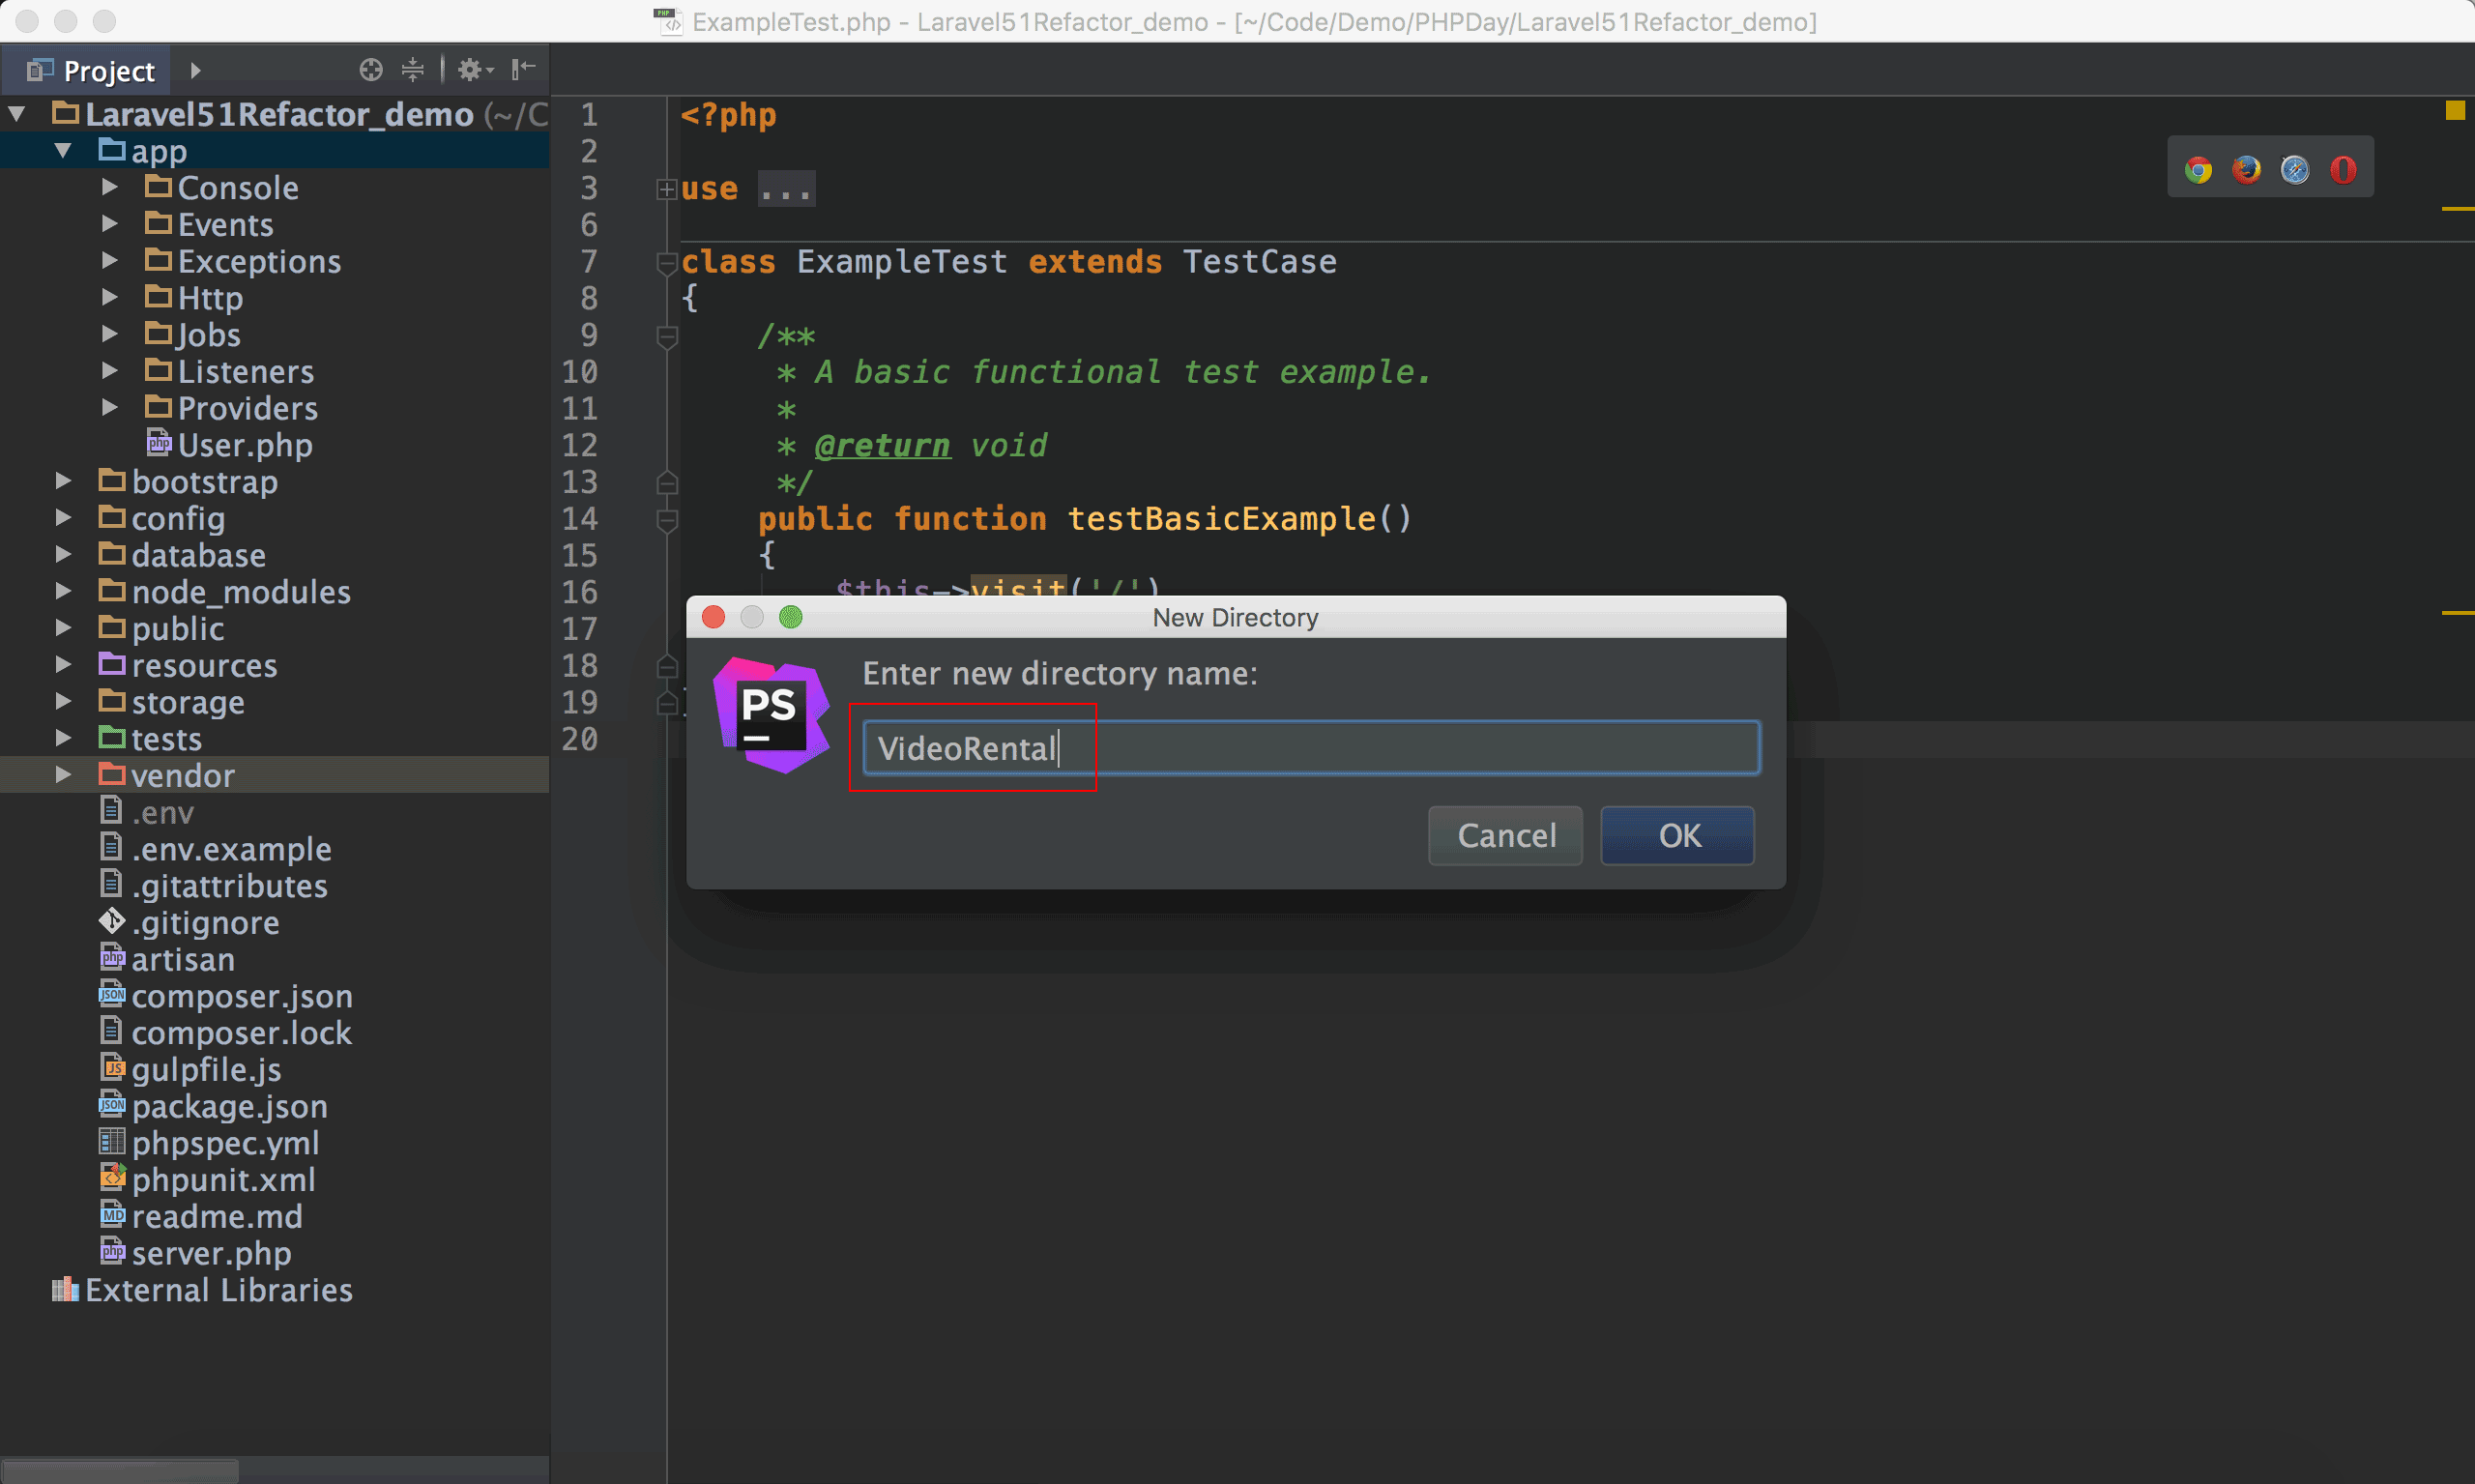 ExampleTest.php - Laravel51Refactor_demo - [~/Code/Demo/PHPDay/Laravel51Refactor_demo]
Project
Laravel51Refactor_demo (~/C
app
Console
Events
Exceptions
Http
Jobs
Listeners
Providers
User.php
bootstrap
config
database
node_modules
public
resources
storage
tests
vendor
.env
.env.example
.gitattributes
.gitignore
artisan
composer.json
composer.lock
gulpfile.js
package.json
phpspec.yml
phpunit.xml
readme.md
server.php
External Libraries
1 <?php
2
3 use ...
6
7 class ExampleTest extends TestCase
8 {
9 /**
10 * A basic functional test example.
11 *
12 * @return void
13 */
14 public function testBasicExample()
15 {
16 $this->visit('/')
17
18
19
20
New Directory
PS
Enter new directory name:
VideoRental
Cancel
OK